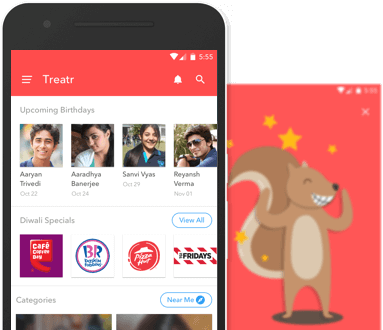 5:55
5:55
Treatr
Upcoming Birthdays
Aaryan Trivedi
Oct 22
Aaradhya Banerjee
Oct 24
Sanvi Vyas
Oct 29
Reyansh Verma
Nov 01
Diwali Specials
View All
CAFÉ COFFEE DAY
BR
baskin robbins
Pizza Hut
FRIDAYS
Categories
Near Me